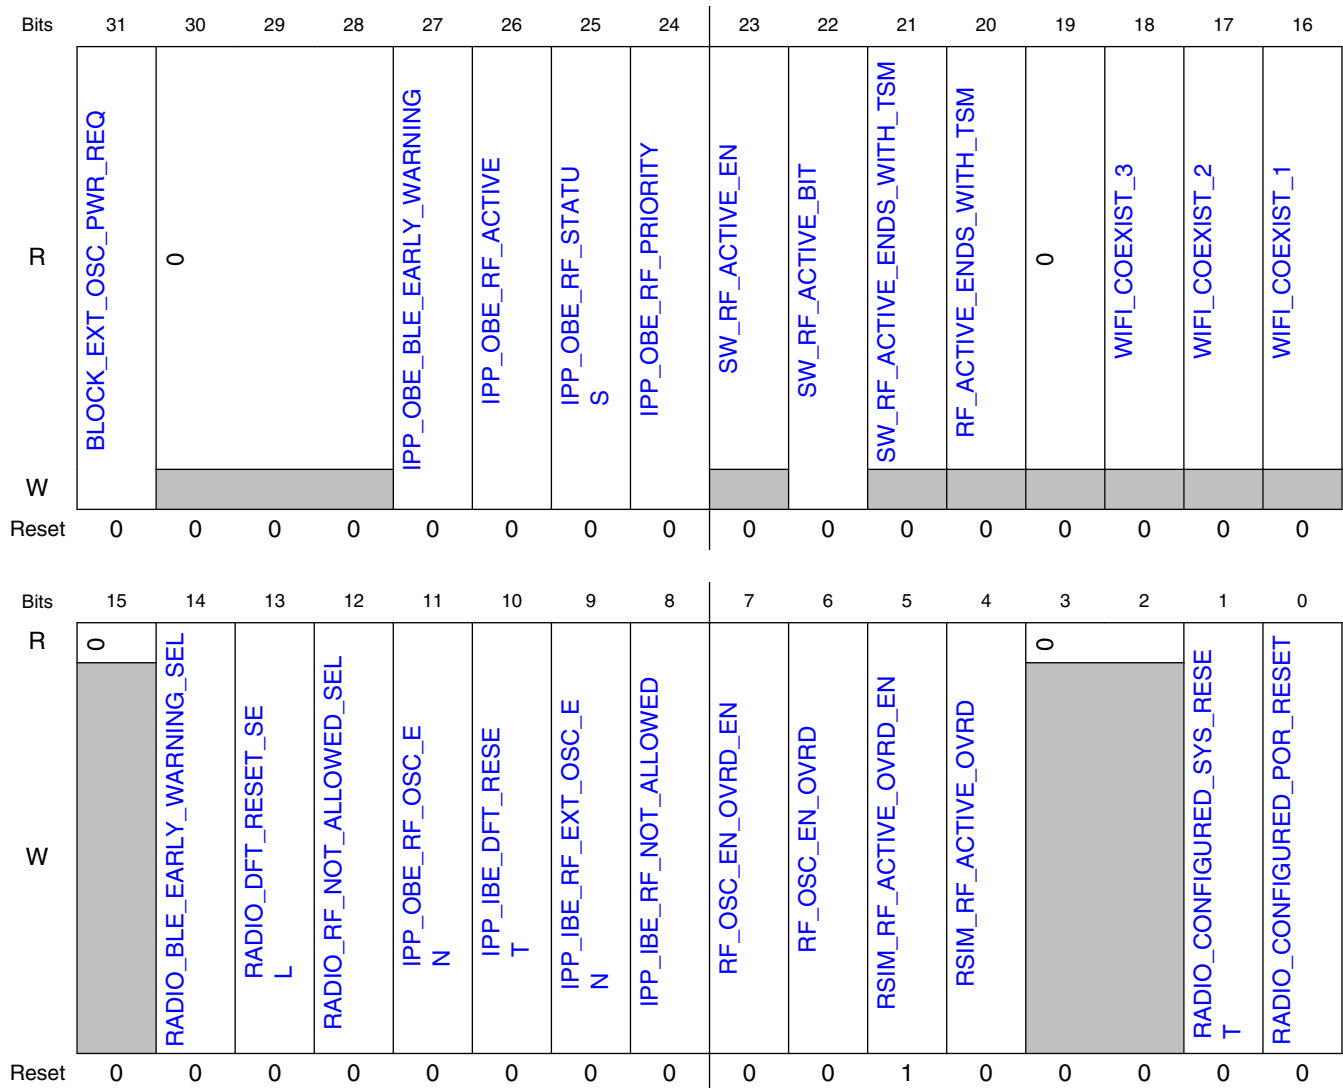 Bits 31 30 29 28 27 26 25 24 23 22 21 20 19 18 17 16
R
BLOCK_EXT_OSC_PWR_REQ
0
IPP_OBE_BLE_EARLY_WARNING
IPP_OBE_RF_ACTIVE
IPP_OBE_RF_STATU
S
IPP_OBE_RF_PRIORITY
SW_RF_ACTIVE_EN
SW_RF_ACTIVE_BIT
SW_RF_ACTIVE_ENDS_WITH_TSM
RF_ACTIVE_ENDS_WITH_TSM
0
WIFI_COEXIST_3
WIFI_COEXIST_2
WIFI_COEXIST_1
W
Reset 0 0 0 0 0 0 0 0 0 0 0 0 0 0 0 0
Bits 15 14 13 12 11 10 9 8 7 6 5 4 3 2 1 0
R
0
RADIO_BLE_EARLY_WARNING_SEL
RADIO_DFT_RESET_SE
L
RADIO_RF_NOT_ALLOWED_SEL
IPP_OBE_RF_OSC_E
N
IPP_IBE_DFT_RESE
T
IPP_IBE_RF_EXT_OSC_E
N
IPP_IBE_RF_NOT_ALLOWED
RF_OSC_EN_OVRD_EN
RF_OSC_EN_OVRD
RSIM_RF_ACTIVE_OVRD_EN
RSIM_RF_ACTIVE_OVRD
0
RADIO_CONFIGURED_SYS_RESE
T
RADIO_CONFIGURED_POR_RESET
W
Reset 0 0 0 0 0 0 0 0 0 0 1 0 0 0 0 0